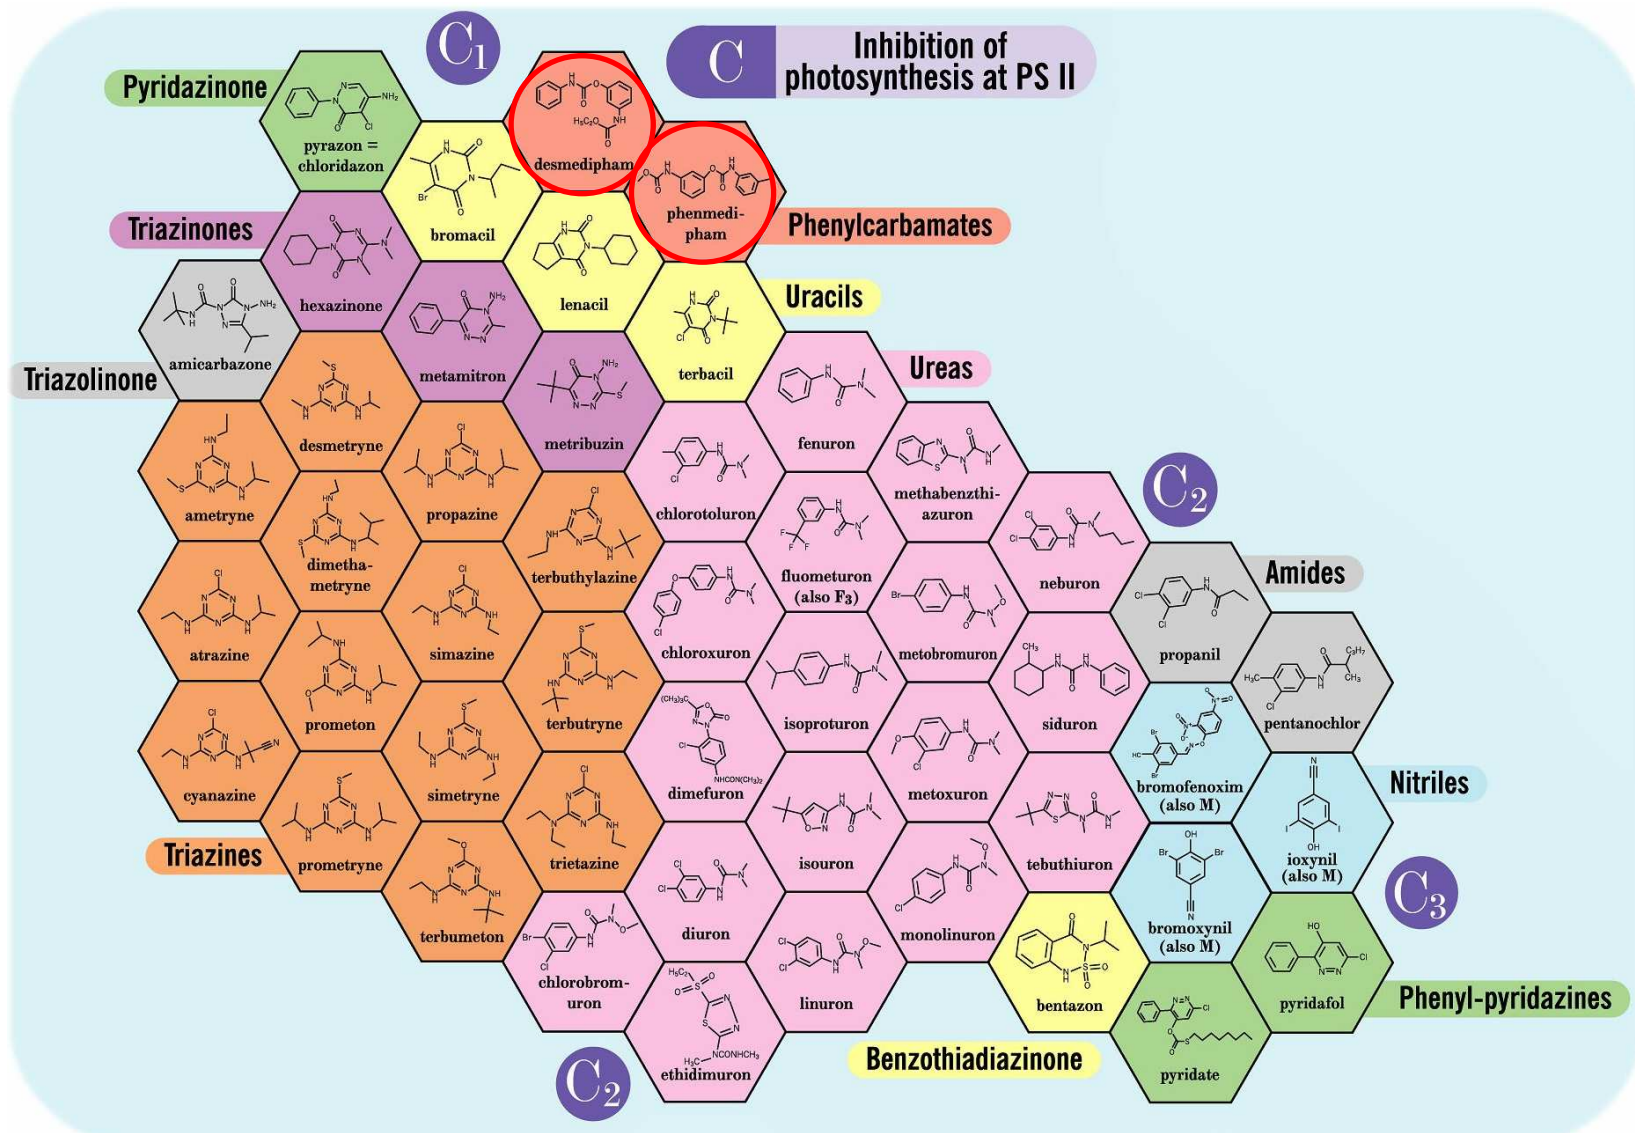 C1
C
Inhibition of
photosynthesis at PS II
Pyridazinone
pyrazon =
chloridazon
desmedipham
phenmedi-
pham
Phenylcarbamates
bromacil
Triazinones
hexazinone
lenacil
Uracils
terbacil
amicarbazone
Triazolinone
metamitron
metribuzin
Ureas
fenuron
desmetryne
ametryne
propazine
chlorotoluron
methabenzthi-
azuron
C2
dimetha-
metryne
terbuthylazine
fluometuron
(also F3)
neburon
Amides
atrazine
simazine
chloroxuron
metobromuron
propanil
prometon
terbutryne
isoproturon
siduron
pentanochlor
cyanazine
simetryne
dimefuron
metoxuron
bromofenoxim
(also M)
Nitriles
Triazines
prometryne
trietazine
isouron
tebuthiuron
ioxynil
(also M)
C3
terbumeton
diuron
monolinuron
bromoxynil
(also M)
chlorobrom-
uron
linuron
bentazon
pyridafol
Phenyl-pyridazines
ethidimuron
C2
Benzothiadiazinone
pyridate